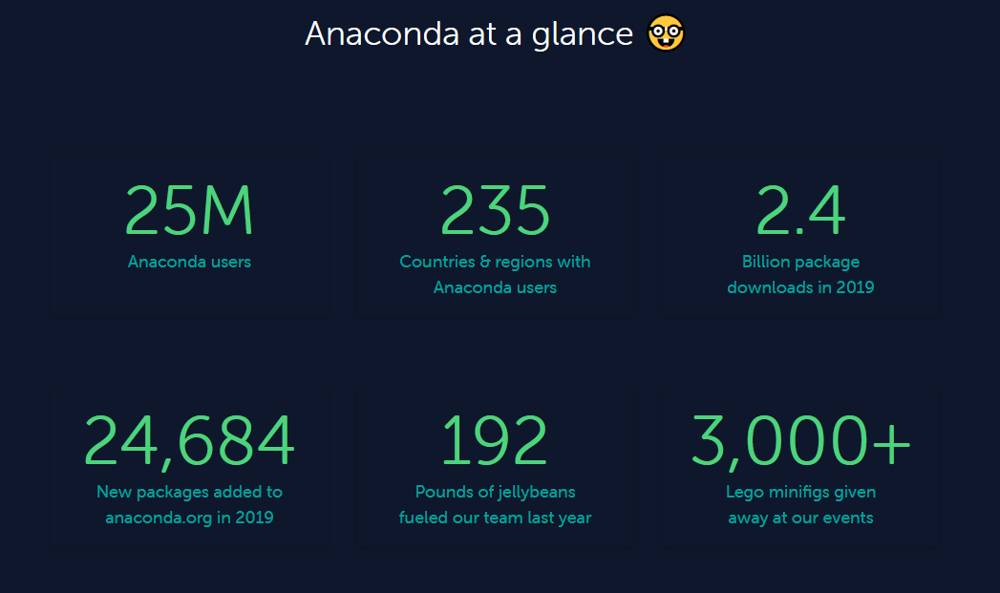 Anaconda at a glance 🤓
25M
Anaconda users
235
Countries & regions with
Anaconda users
2.4
Billion package
downloads in 2019
24,684
New packages added to
anaconda.org in 2019
192
Pounds of jellybeans
fueled our team last year
3,000+
Lego minifigs given
away at our events